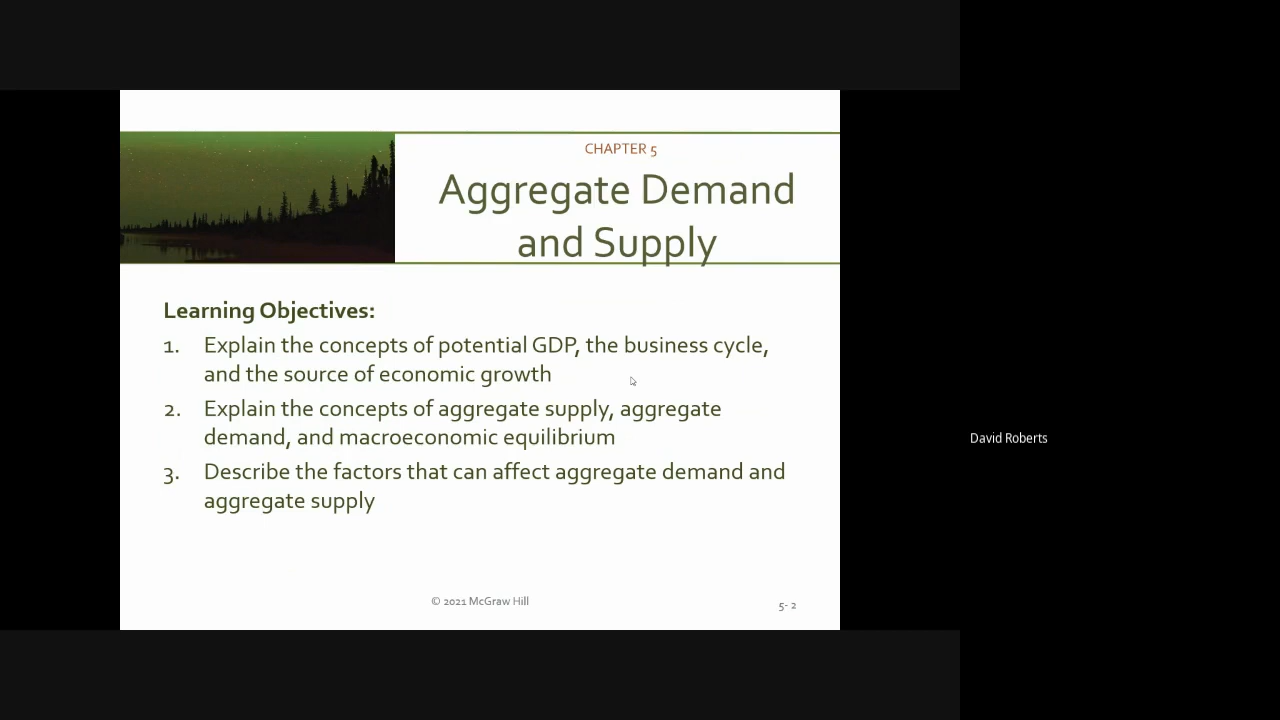 CHAPTER 5
Aggregate Demand
and Supply
Learning Objectives:
1. Explain the concepts of potential GDP, the business cycle,
and the source of economic growth
2. Explain the concepts of aggregate supply, aggregate
demand, and macroeconomic equilibrium
3. Describe the factors that can affect aggregate demand and
aggregate supply
© 2021 McGraw Hill
5- 2
David Roberts